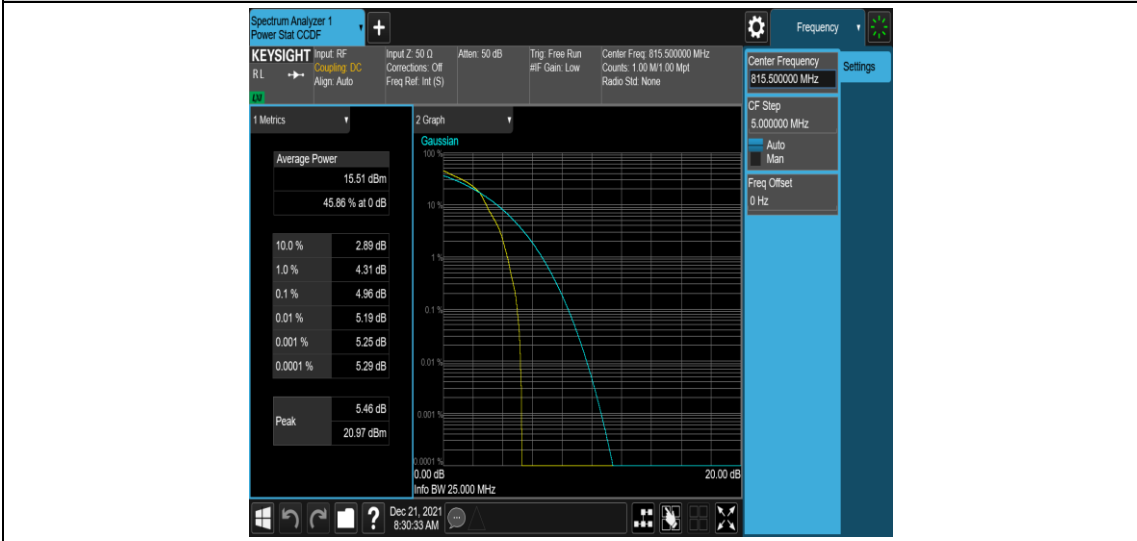 Spectrum Analyzer 1
Power Stat CCDF
Frequency
KEYSIGHT
Input: RF
Coupling: DC
Align: Auto
Input Z: 50 Ω
Corrections: Off
Freq Ref: Int (S)
Atten: 50 dB
Trig: Free Run
#IF Gain: Low
Center Freq: 815.500000 MHz
Counts: 1.00 M/1.00 Mpt
Radio Std: None
R L
Center Frequency
815.500000 MHz
Settings
CF Step
5.000000 MHz
Auto
Man
Freq Offset
0 Hz
1 Metrics
Average Power
15.51 dBm
45.86 % at 0 dB
10.0 % 2.89 dB
1.0 % 4.31 dB
0.1 % 4.96 dB
0.01 % 5.19 dB
0.001 % 5.25 dB
0.0001 % 5.29 dB
Peak
5.46 dB
20.97 dBm
2 Graph
Gaussian
100 %
10 %
1 %
0.1 %
0.01 %
0.001 %
0.0001 %
0.00 dB
20.00 dB
Info BW 25.000 MHz
Dec 21, 2021
8:30:33 AM